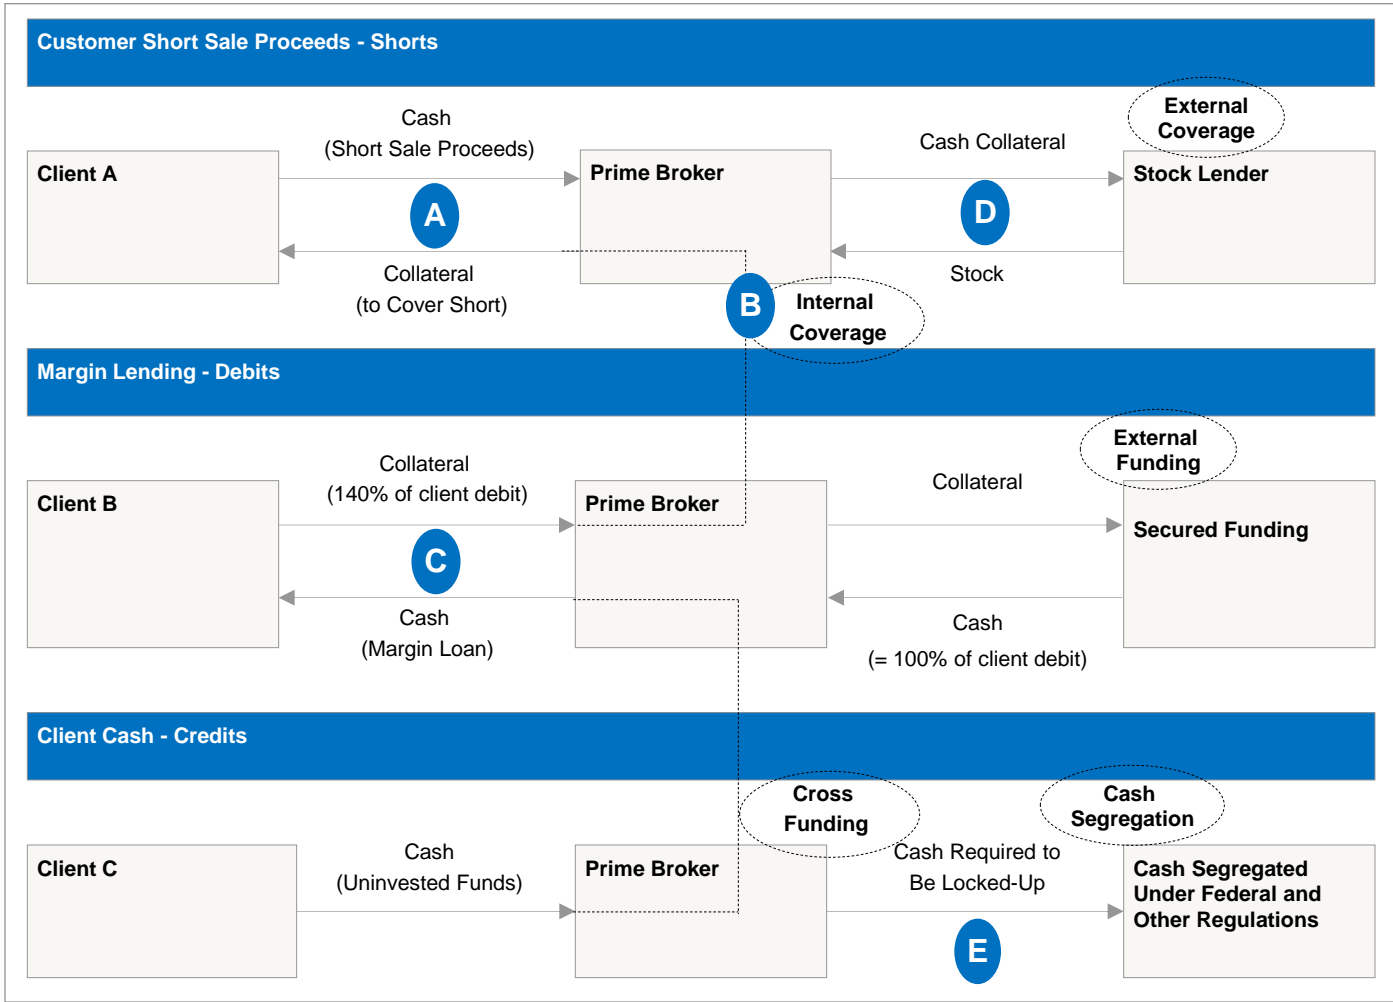 Customer Short Sale Proceeds - Shorts
Cash
(Short Sale Proceeds)
Cash Collateral
External
Coverage
Client A
Prime Broker
Stock Lender
A
D
Collateral
(to Cover Short)
Stock
B
Internal
Coverage
Margin Lending - Debits
Collateral
(140% of client debit)
Collateral
External
Funding
Client B
Prime Broker
Secured Funding
C
Cash
(Margin Loan)
Cash
(= 100% of client debit)
Client Cash - Credits
Cross
Funding
Cash
Segregation
Client C
Cash
(Uninvested Funds)
Prime Broker
Cash Required to
Be Locked-Up
Cash Segregated
Under Federal and
Other Regulations
E